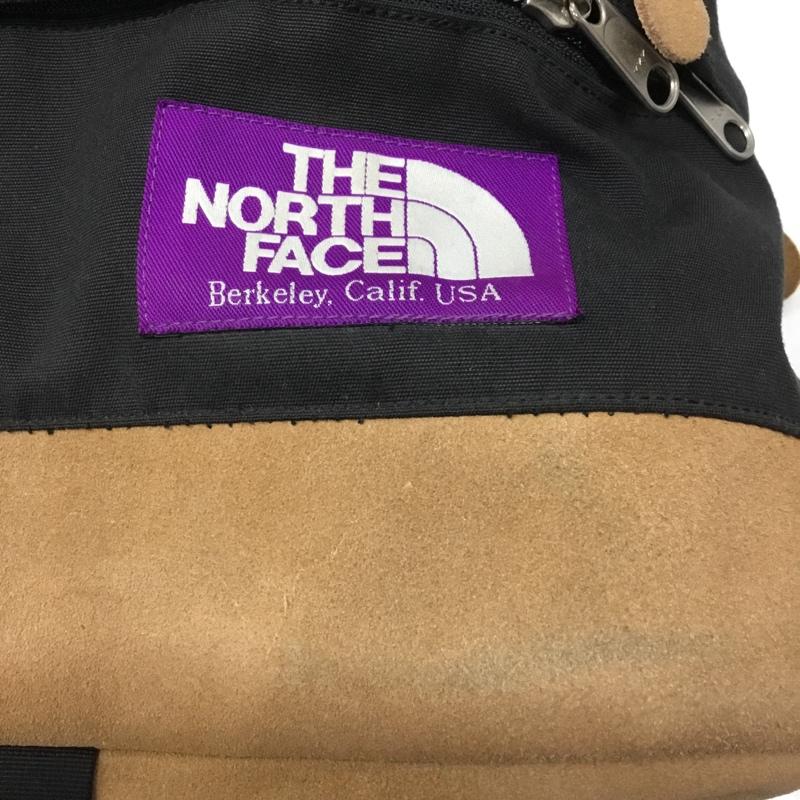 THE
NORTH
FACE
Berkeley, Calif. USA